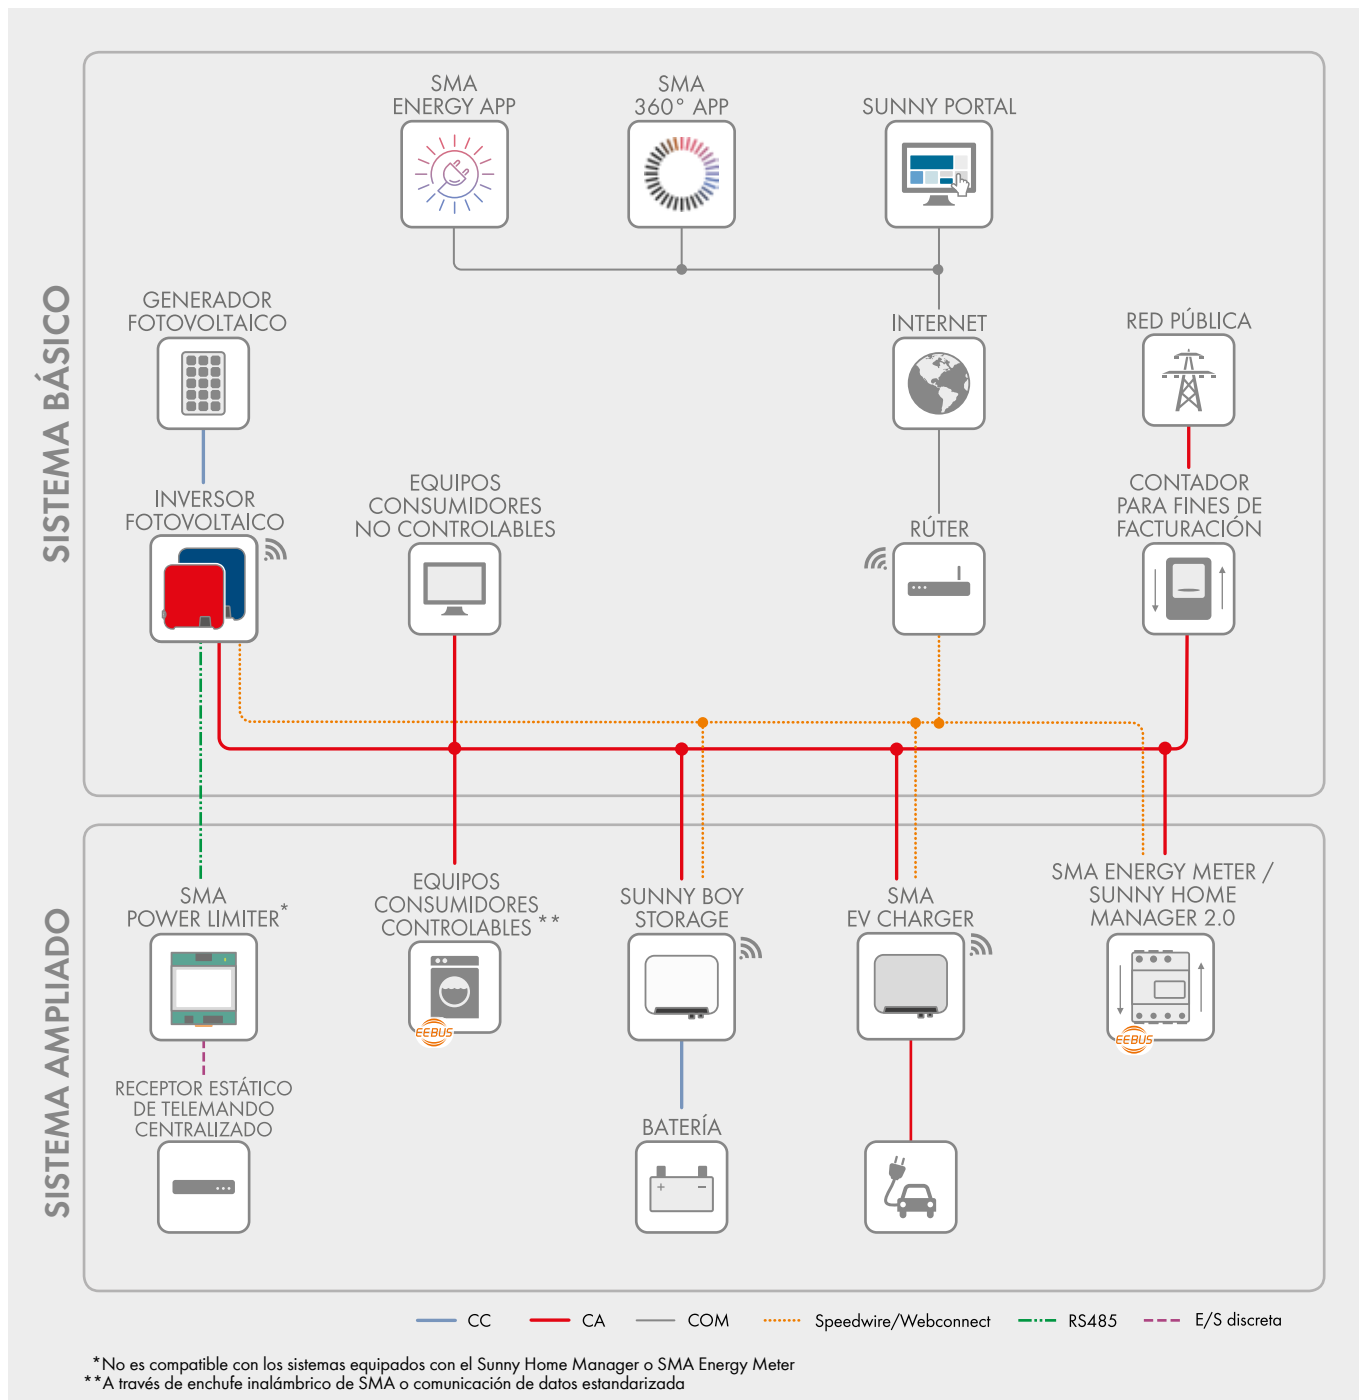 SISTEMA BÁSICO
SMA
ENERGY APP
SMA
360° APP
SUNNY PORTAL
GENERADOR
FOTOVOLTAICO
INTERNET
RED PÚBLICA
INVERSOR
FOTOVOLTAICO
EQUIPOS
CONSUMIDORES
NO CONTROLABLES
RÚTER
CONTADOR
PARA FINES DE
FACTURACIÓN
SISTEMA AMPLIADO
SMA
POWER LIMITER*
EQUIPOS
CONSUMIDORES
CONTROLABLES **
EEBUS
SUNNY BOY
STORAGE
SMA
EV CHARGER
SMA ENERGY METER /
SUNNY HOME
MANAGER 2.0
EEBUS
RECEPTOR ESTÁTICO
DE TELEMANDO
CENTRALIZADO
BATERÍA
+ −
CC
CA
COM
Speedwire/Webconnect
RS485
E/S discreta
*No es compatible con los sistemas equipados con el Sunny Home Manager o SMA Energy Meter
**A través de enchufe inalámbrico de SMA o comunicación de datos estandarizada